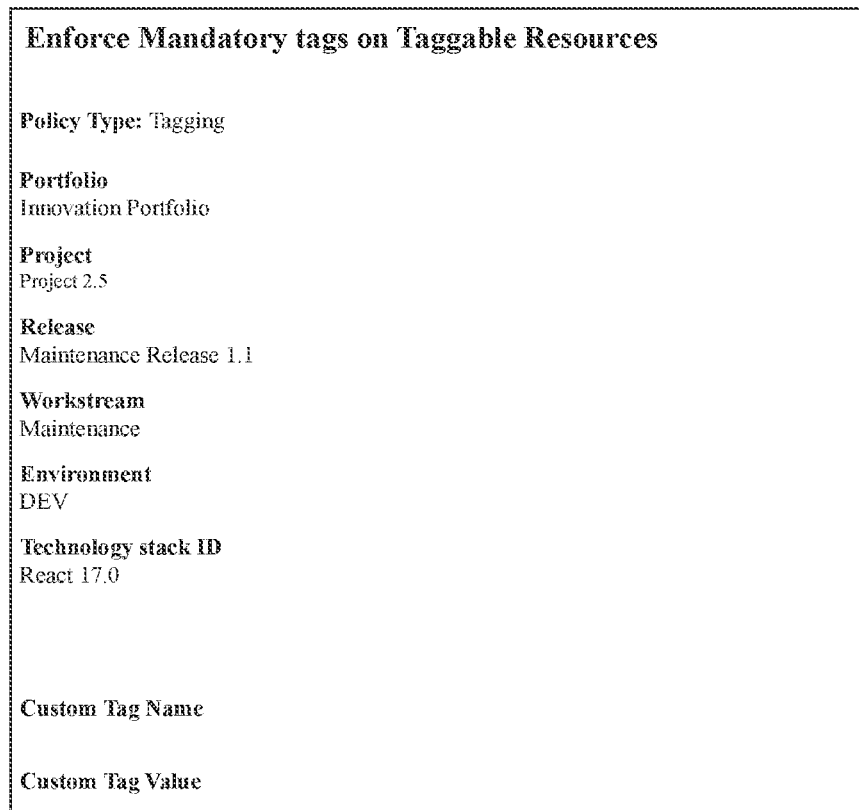 Enforce Mandatory tags on Taggable Resources
Policy Type: Tagging
Portfolio
Innovation Portfolio
Project
Project 2.5
Release
Maintenance Release 1.1
Workstream
Maintenance
Environment
DEV
Technology stack ID
React 17.0
Custom Tag Name
Custom Tag Value